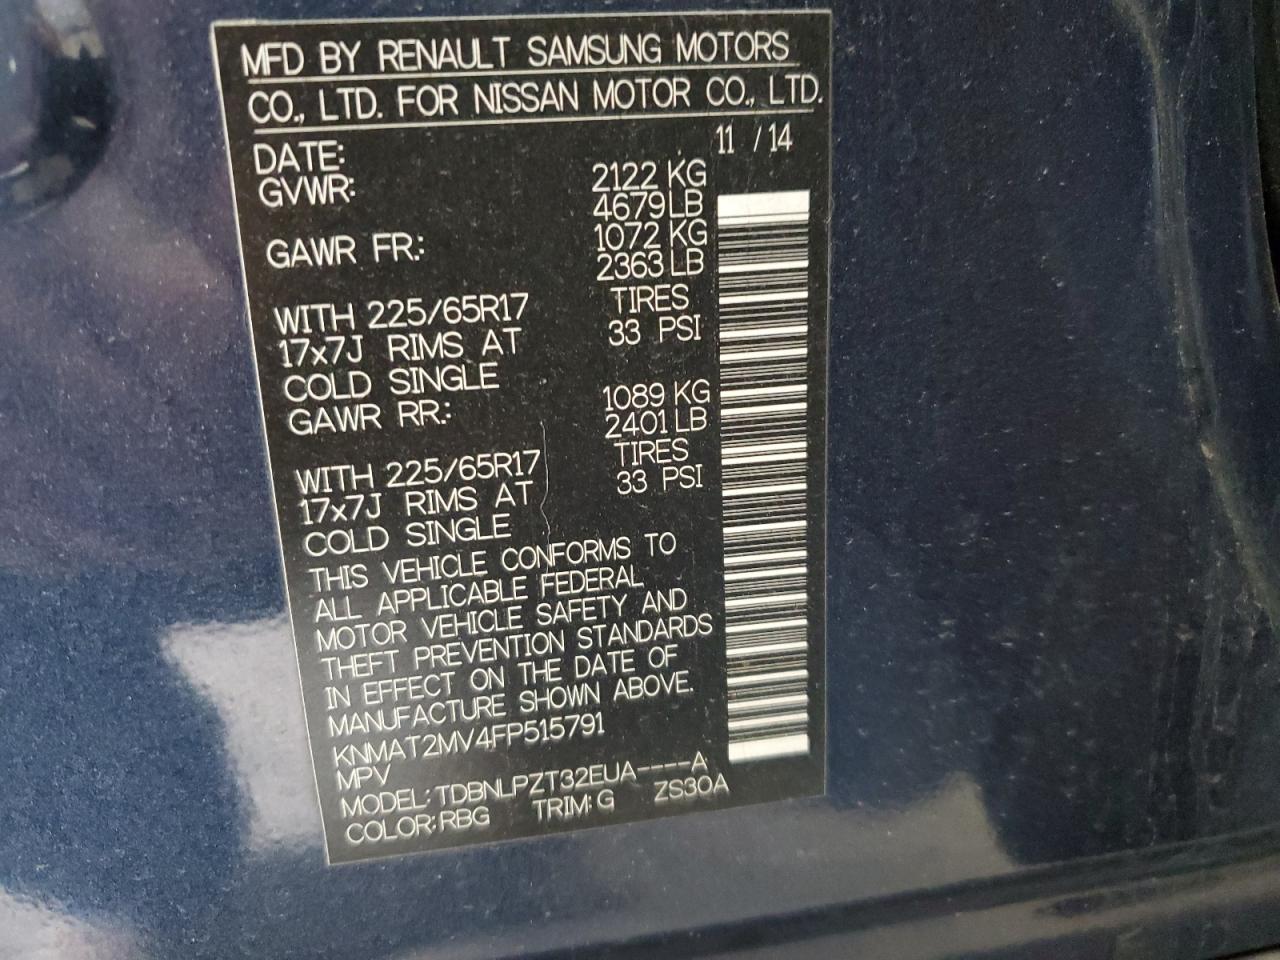 MFD BY RENAULT SAMSUNG MOTORS
CO., LTD. FOR NISSAN MOTOR CO., LTD.
DATE: 11 / 14
GVWR: 2122 KG
4679 LB
GAWR FR.: 1072 KG
2363 LB
WITH 225/65R17 TIRES
17x7J RIMS AT 33 PSI
COLD SINGLE
GAWR RR.: 1089 KG
2401 LB
WITH 225/65R17 TIRES
17x7J RIMS AT 33 PSI
COLD SINGLE
THIS VEHICLE CONFORMS TO
ALL APPLICABLE FEDERAL
MOTOR VEHICLE SAFETY AND
THEFT PREVENTION STANDARDS
IN EFFECT ON THE DATE OF
MANUFACTURE SHOWN ABOVE.
KNMAT2MV4FP515791
MPV
MODEL: TDBNLPZT32EUA----A
COLOR: RBG TRIM: G ZS30A